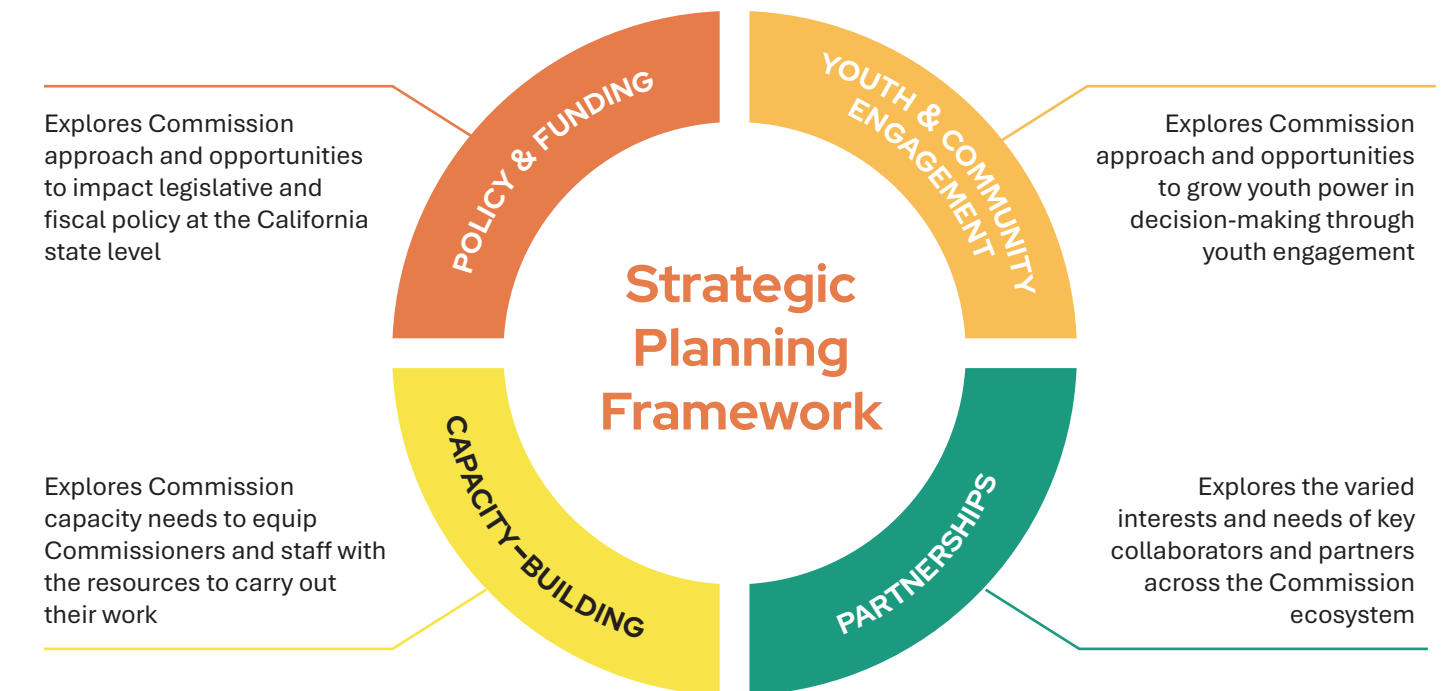 POLICY & FUNDING
Explores Commission
approach and opportunities
to impact legislative and
fiscal policy at the California
state level
YOUTH & COMMUNITY
ENGAGEMENT
Explores Commission
approach and opportunities
to grow youth power in
decision-making through
youth engagement
Strategic
Planning
Framework
CAPACITY-BUILDING
Explores Commission
capacity needs to equip
Commissioners and staff with
the resources to carry out
their work
PARTNERSHIPS
Explores the varied
interests and needs of key
collaborators and partners
across the Commission
ecosystem